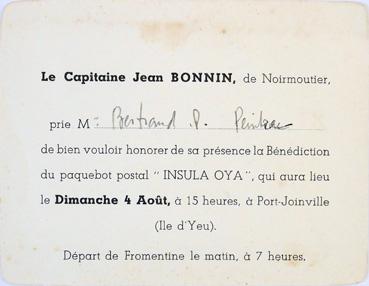 Le Capitaine Jean BONNIN, de Noirmoutier,
prie M: Bertrand P.
de bien vouloir honorer de sa présence la Bénédiction
du paquebot postal " INSULA OYA ", qui aura lieu
le Dimanche 4 Août, à 15 heures, à Port-Joinville
(Ile d'Yeu).
Départ de Fromentine le matin, à 7 heures.